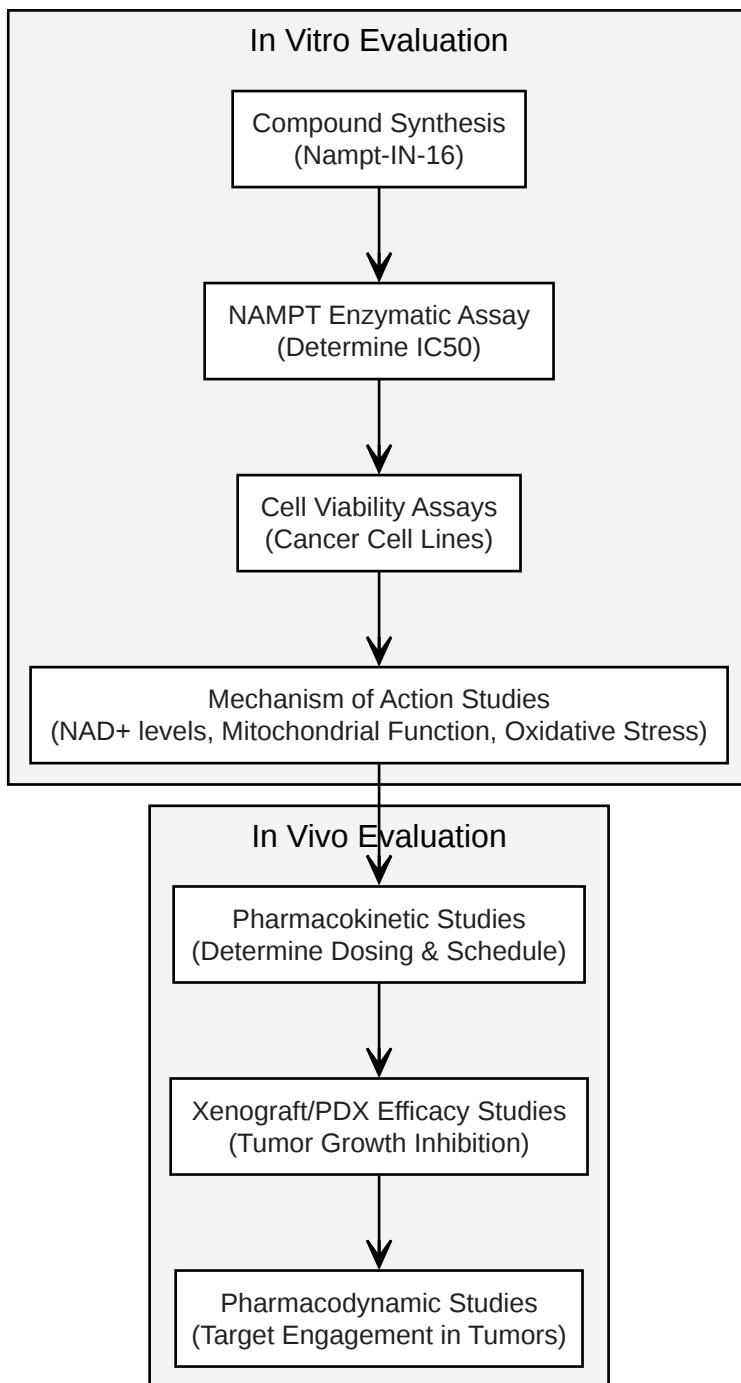 In Vitro Evaluation
Compound Synthesis
(Nampt-IN-16)
NAMPT Enzymatic Assay
(Determine IC50)
Cell Viability Assays
(Cancer Cell Lines)
Mechanism of Action Studies
(NAD+ levels, Mitochondrial Function, Oxidative Stress)
In Vivo Evaluation
Pharmacokinetic Studies
(Determine Dosing & Schedule)
Xenograft/PDX Efficacy Studies
(Tumor Growth Inhibition)
Pharmacodynamic Studies
(Target Engagement in Tumors)